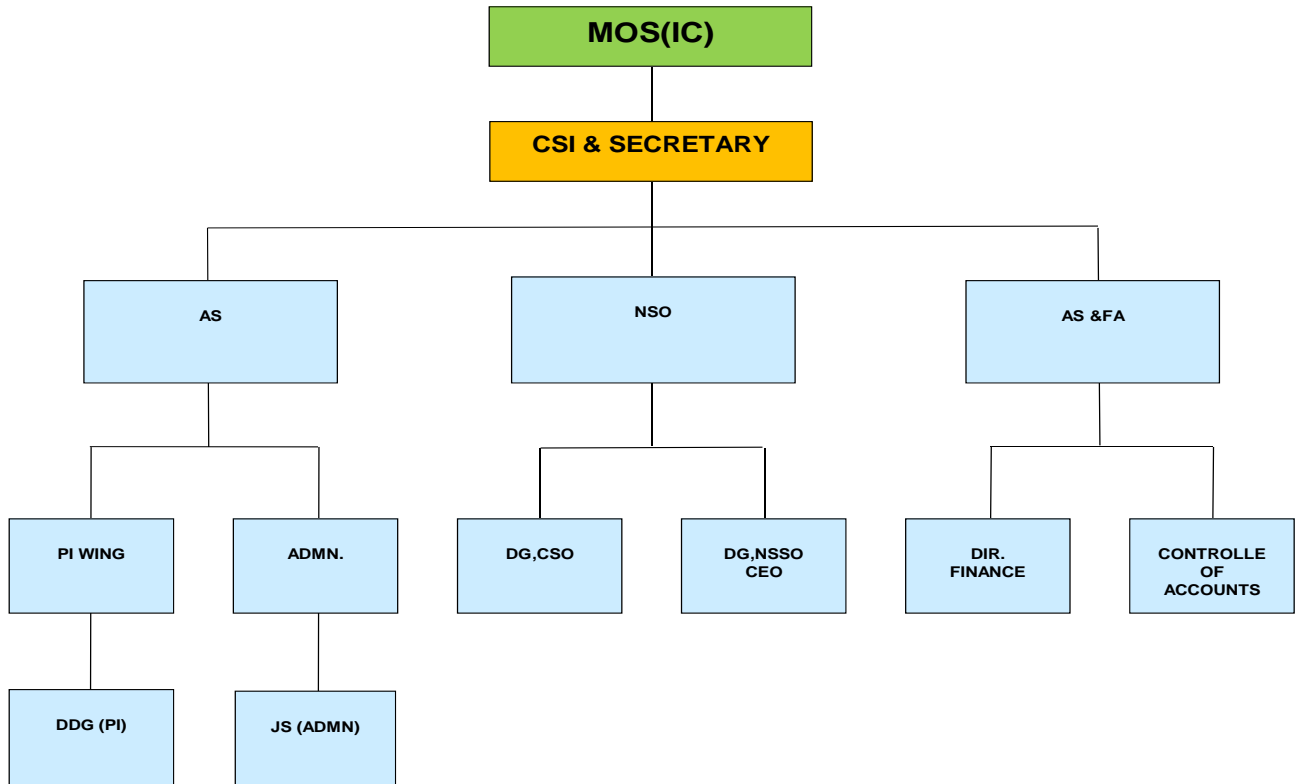 MOS(IC)
CSI & SECRETARY
AS
NSO
AS &FA
PI WING
ADMN.
DG,CSO
DG,NSSO
CEO
DIR.
FINANCE
CONTROLLE
OF
ACCOUNTS
DDG (PI)
JS (ADMN)